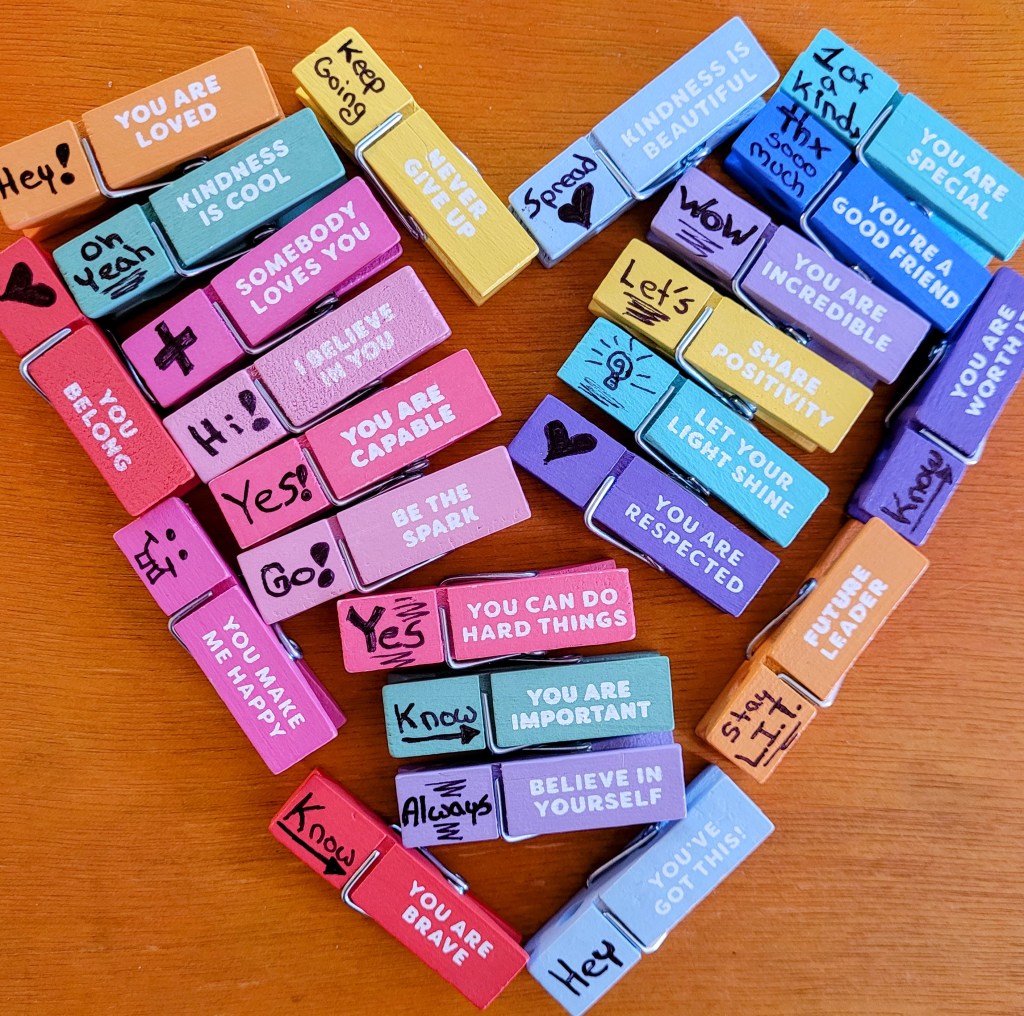 Hey!
YOU ARE
LOVED
Keep
Going
NEVER
GIVE UP
Spread
KINDNESS IS
BEAUTIFUL
1 of
a
kind,
YOU ARE
SPECIAL
thx
sooo
much
YOU'RE A
GOOD FRIEND
oh
Yeah
KINDNESS
IS COOL
SOMEBODY
LOVES YOU
WOW
YOU ARE
INCREDIBLE
YOU
BELONG
Hi!
I BELIEVE
IN YOU
Let's
SHARE
POSITIVITY
LET YOUR
LIGHT SHINE
Know
YOU ARE
WORTH IT
Yes!
YOU ARE
CAPABLE
YOU ARE
RESPECTED
Go!
BE THE
SPARK
YOU MAKE
ME HAPPY
Yes
YOU CAN DO
HARD THINGS
Stay
L.I.T.
FUTURE
LEADER
Know
YOU ARE
IMPORTANT
Always
BELIEVE IN
YOURSELF
Know
YOU ARE
BRAVE
Hey
YOU'VE
GOT THIS!